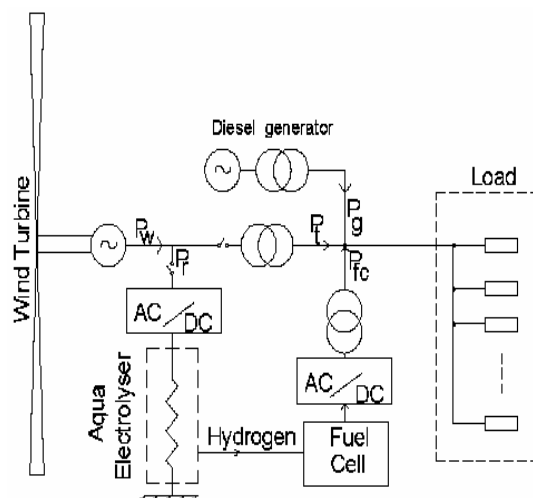 Diesel generator
Load
Wind Turbine
Pw
Pt
Pg
Pr
Pfc
AC
DC
AC
DC
Aqua
Electrolyser
Hydrogen
Fuel
Cell